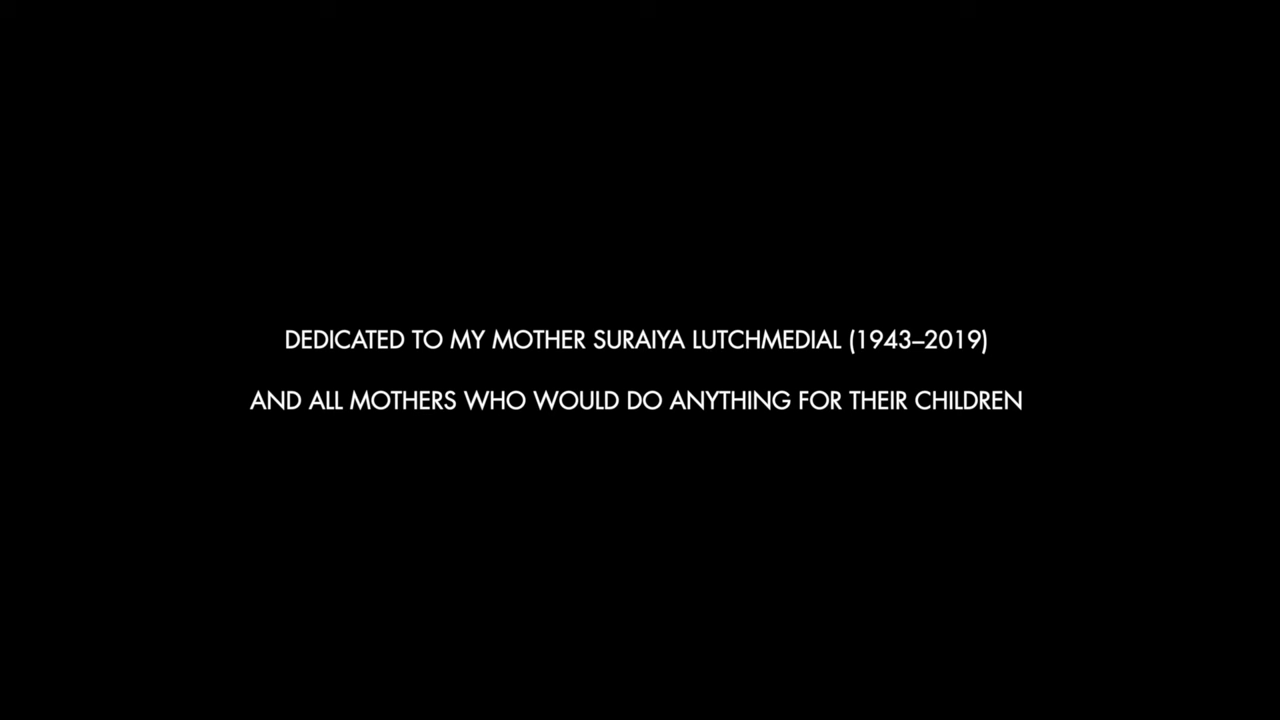 DEDICATED TO MY MOTHER SURAIYA LUTCHMEDIAL (1943–2019)
AND ALL MOTHERS WHO WOULD DO ANYTHING FOR THEIR CHILDREN